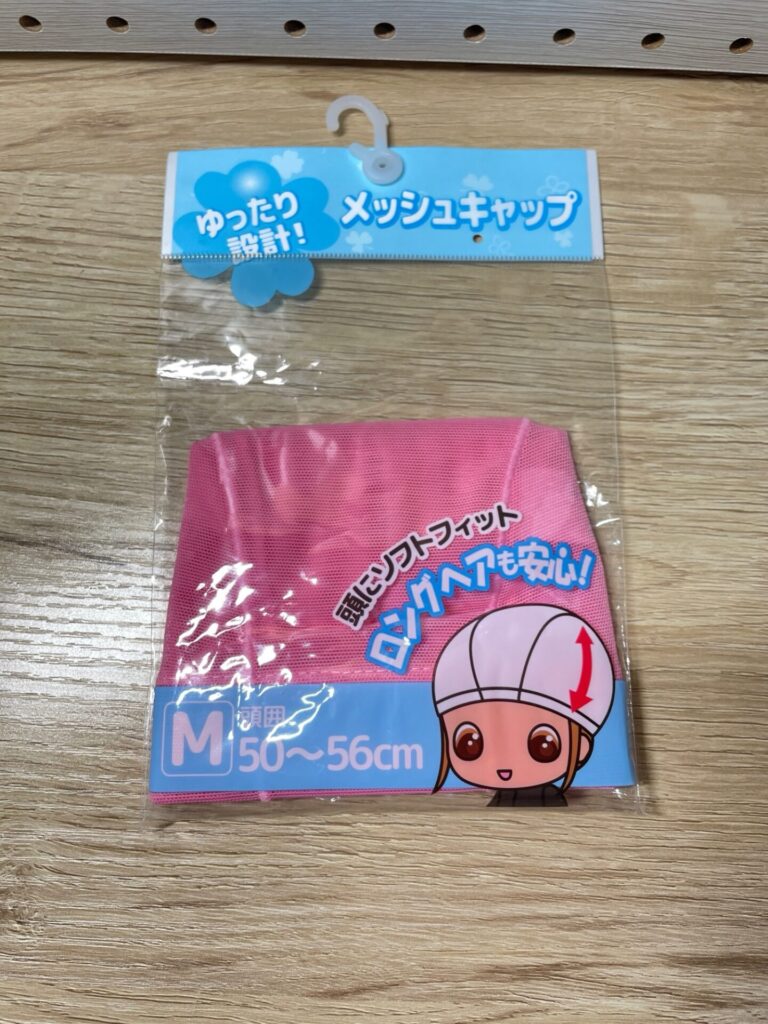 ゆったり
設計!
メッシュキャップ
頭にソフトフィット
ロングヘアも安心!
M
頭囲
50〜56cm